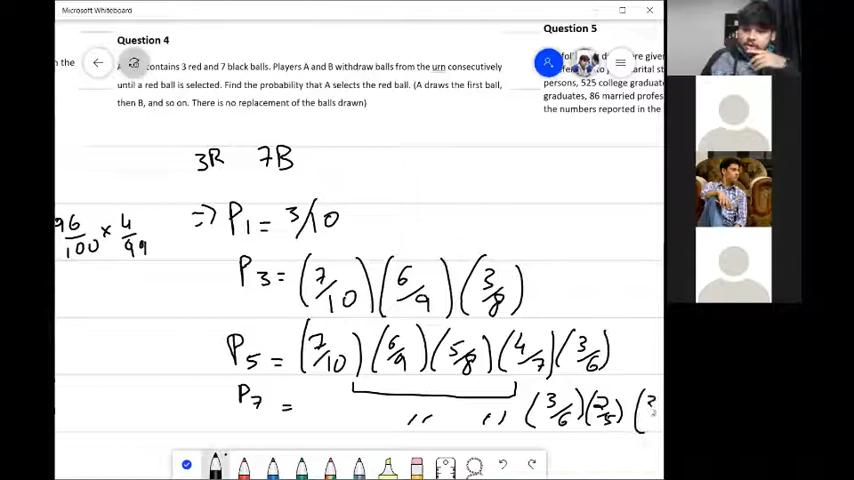 Microsoft Whiteboard
Question 4
contains 3 red and 7 black balls. Players A and B withdraw balls from the urn consecutively
until a red ball is selected. Find the probability that A selects the red ball. (A draws the first ball,
then B, and so on. There is no replacement of the balls drawn)
n the
Question 5
persons, 525 college graduat
graduates, 86 married profes
the numbers reported in the
3R 7B
96/100 × 4/99
=> P1 = 3/10
P3 = (7/10)(6/9)(3/8)
P5 = (7/10)(6/9)(5/8)(4/7)(3/6)
P7 = " " (3/6)(2/5)(